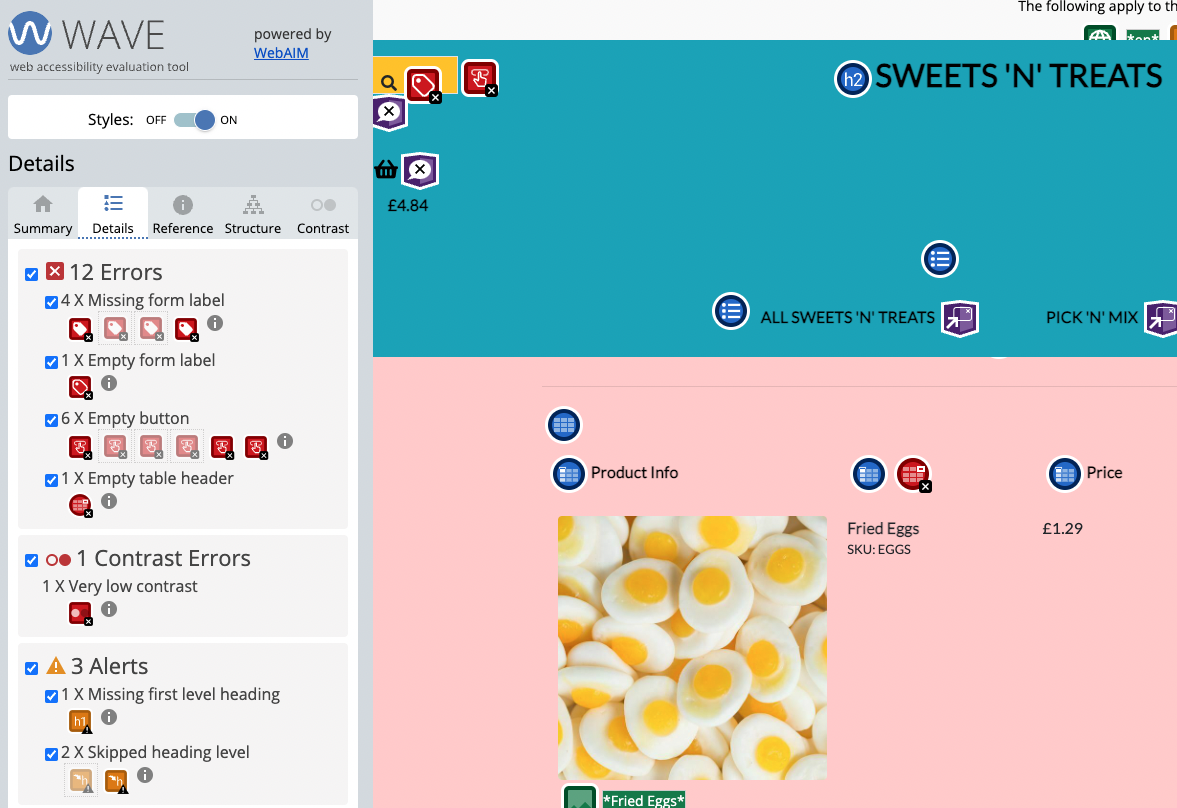 WAVE
powered by
WebAIM
web accessibility evaluation tool
Styles: OFF ON
Details
Summary Details Reference Structure Contrast
12 Errors
4 X Missing form label
1 X Empty form label
6 X Empty button
1 X Empty table header
1 Contrast Errors
1 X Very low contrast
3 Alerts
1 X Missing first level heading
h1
2 X Skipped heading level
The following apply to th
h2 SWEETS 'N' TREATS
£4.84
ALL SWEETS 'N' TREATS PICK 'N' MIX
Product Info Price
Fried Eggs £1.29
SKU: EGGS
*Fried Eggs*